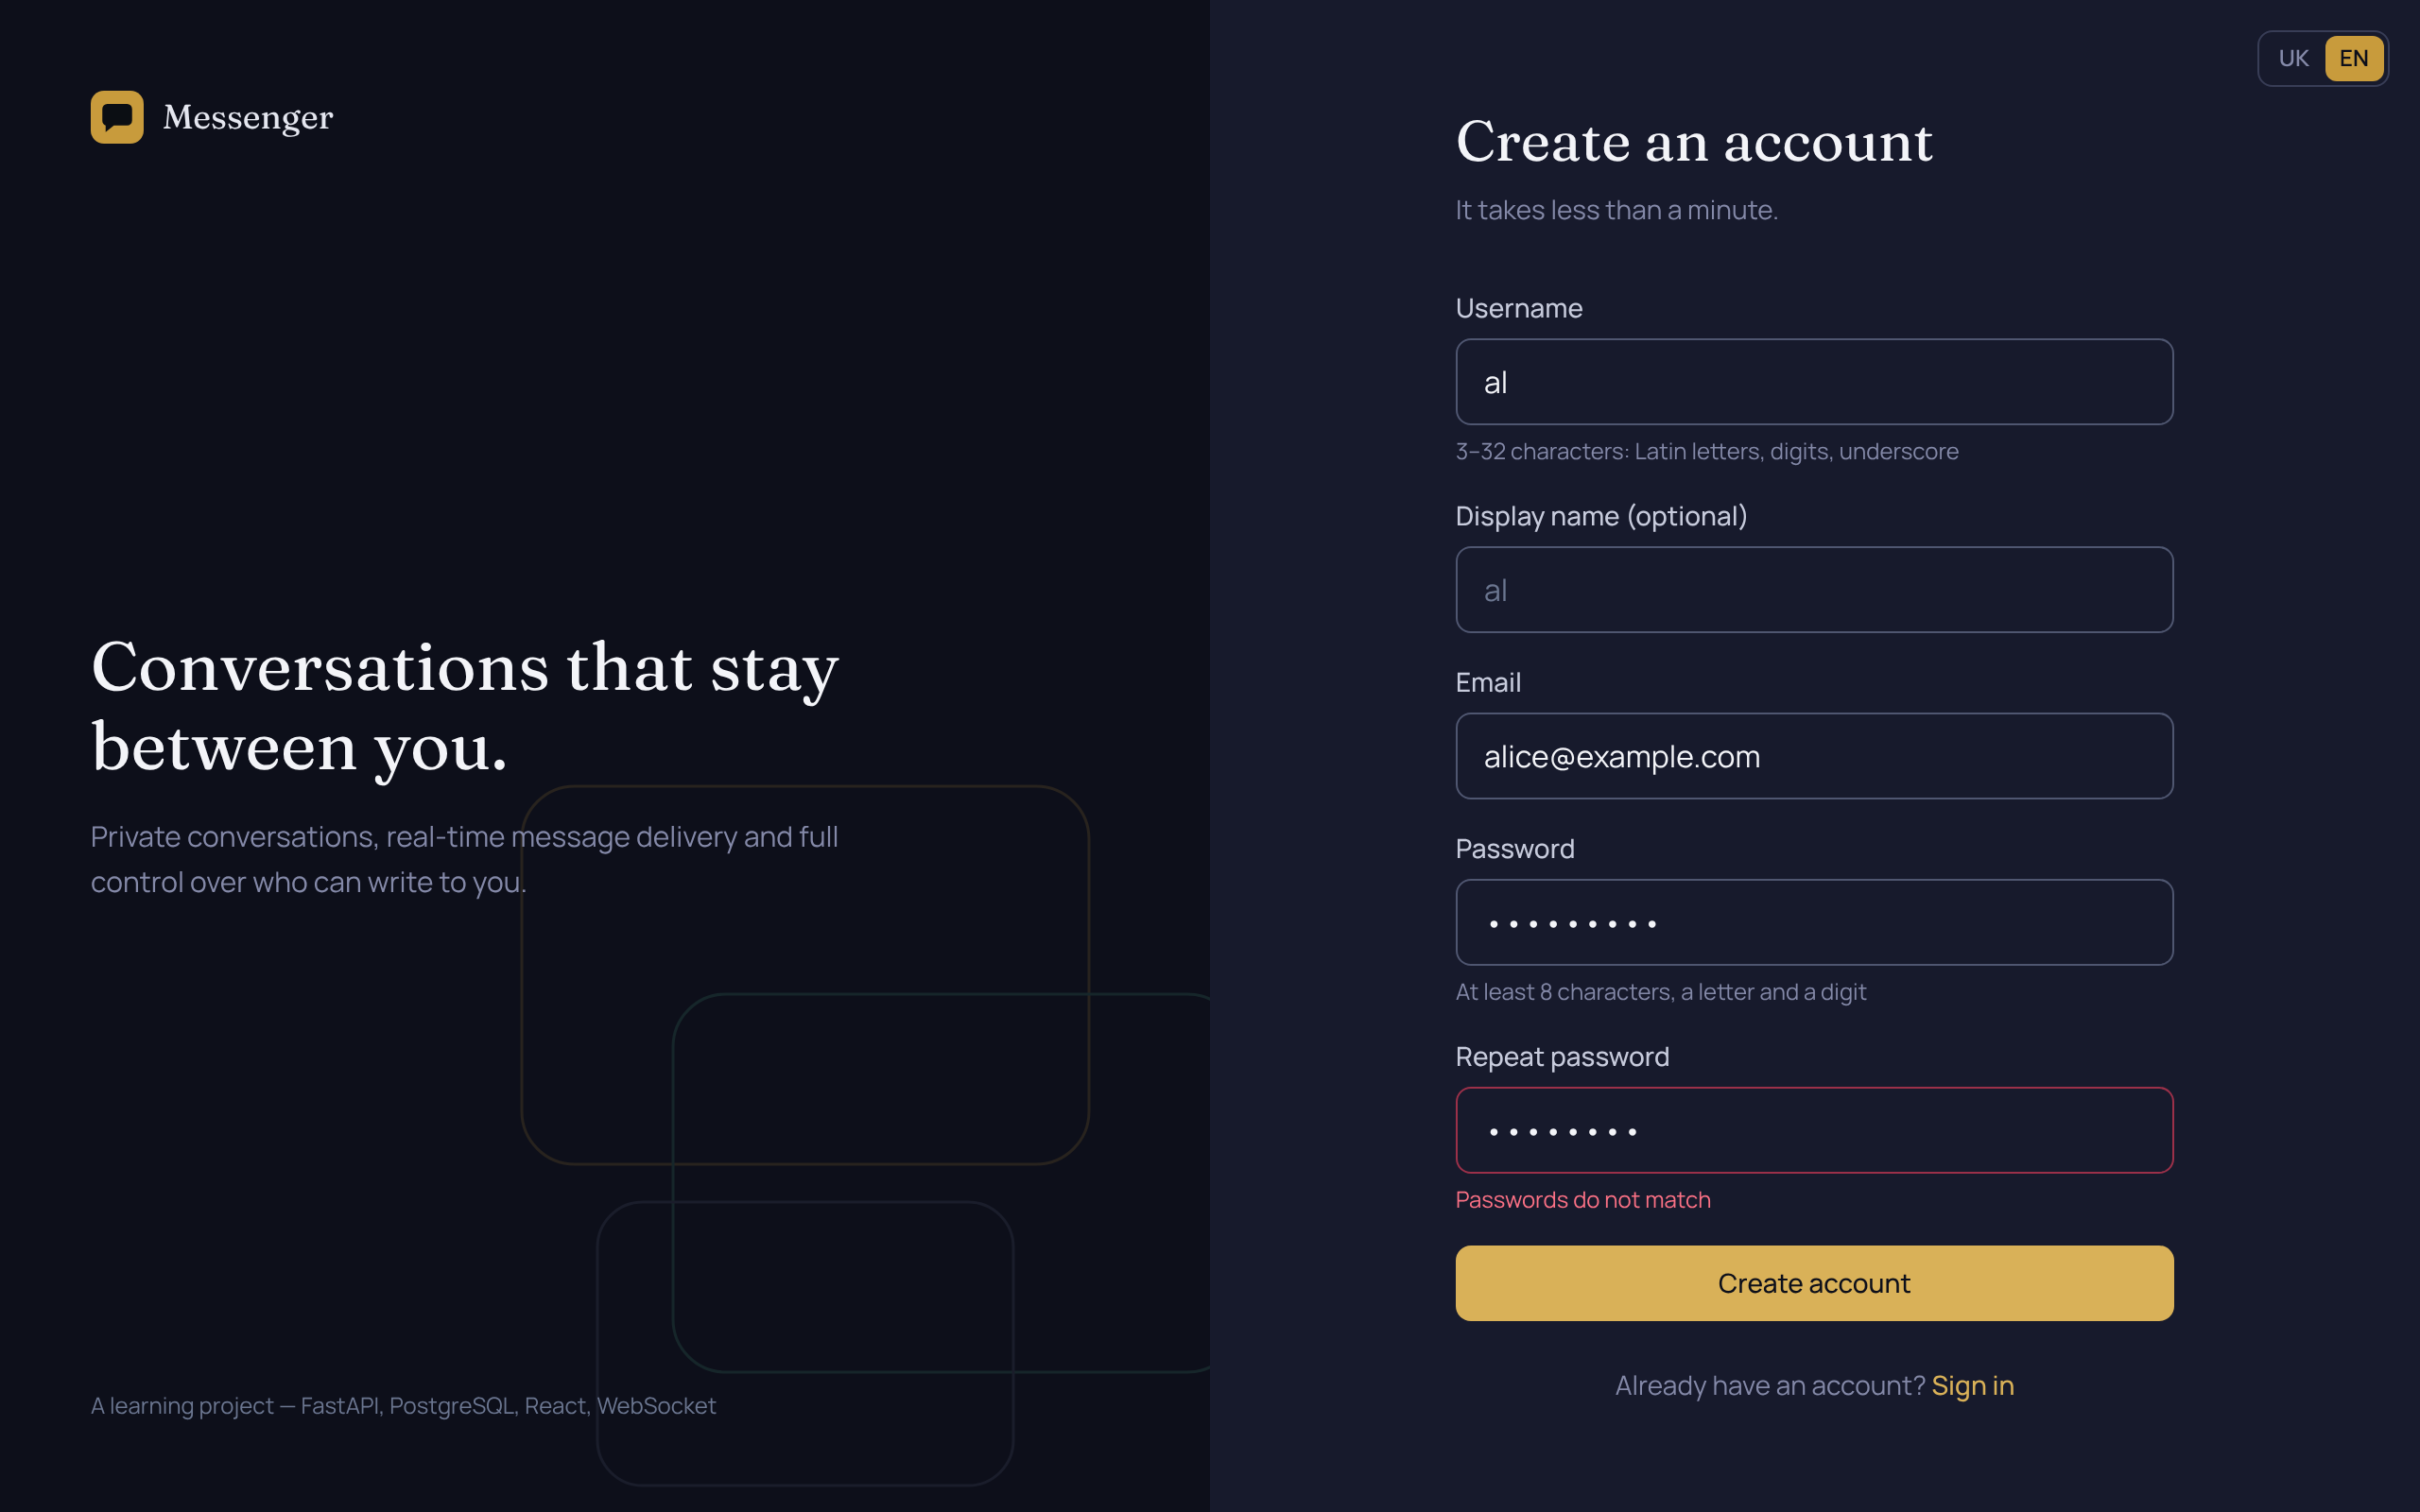 Messenger
Conversations that stay
between you.
Private conversations, real-time message delivery and full
control over who can write to you.
A learning project — FastAPI, PostgreSQL, React, WebSocket
UK EN
Create an account
It takes less than a minute.
Username
al
3–32 characters: Latin letters, digits, underscore
Display name (optional)
al
Email
alice@example.com
Password
•••••••••
At least 8 characters, a letter and a digit
Repeat password
••••••••
Passwords do not match
Create account
Already have an account? Sign in